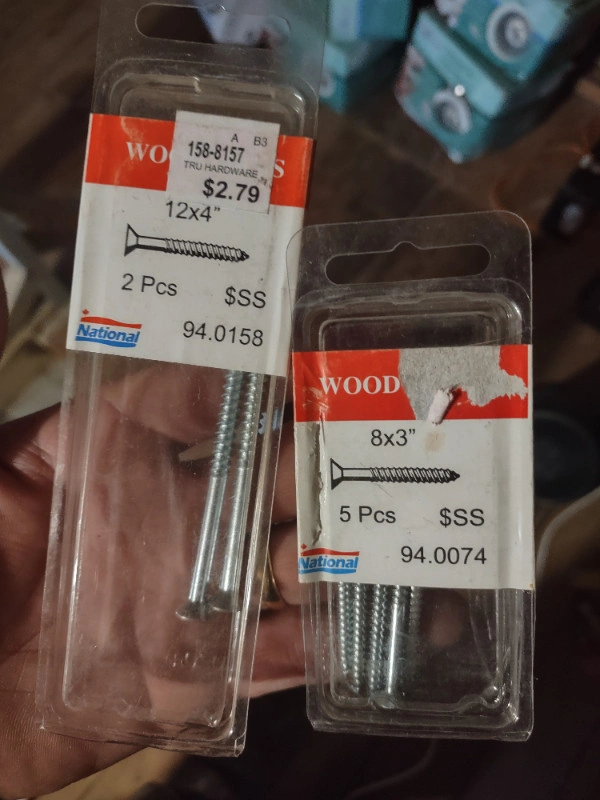 WOO S
A B3
158-8157
TRU HARDWARE
$2.79
12x4"
2 Pcs $SS
National 94.0158
WOOD
8x3"
5 Pcs $SS
National 94.0074